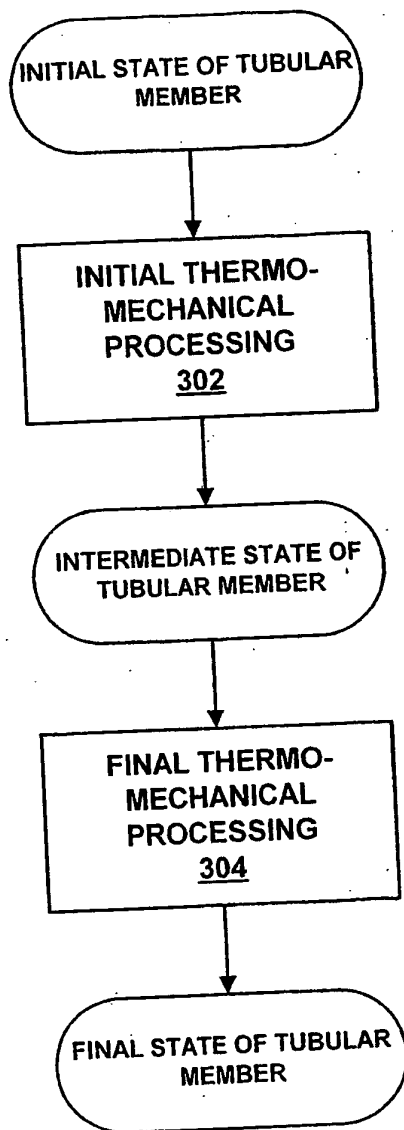 INITIAL STATE OF TUBULAR
MEMBER
INITIAL THERMO-
MECHANICAL
PROCESSING
302
INTERMEDIATE STATE OF
TUBULAR MEMBER
FINAL THERMO-
MECHANICAL
PROCESSING
304
FINAL STATE OF TUBULAR
MEMBER